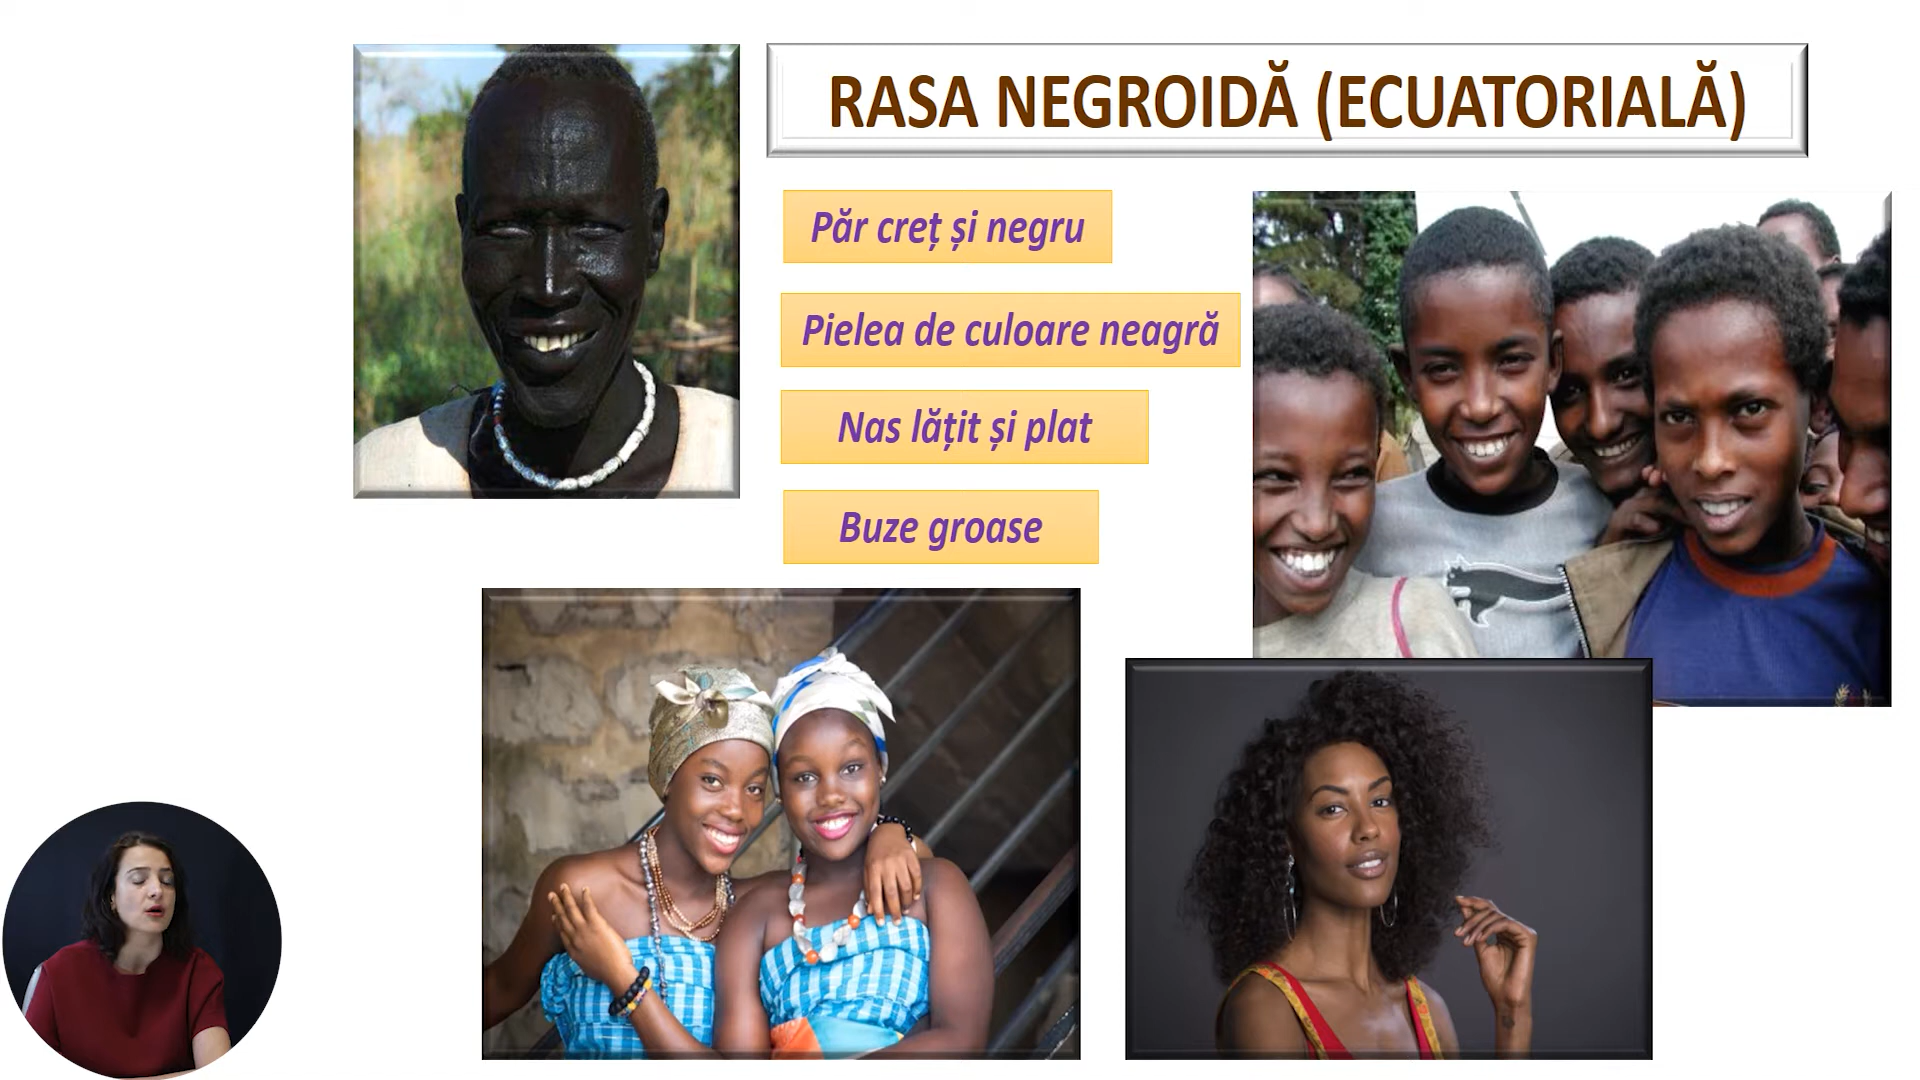 RASA NEGROIDĂ (ECUATORIALĂ)
Păr creț și negru
Pielea de culoare neagră
Nas lățit și plat
Buze groase